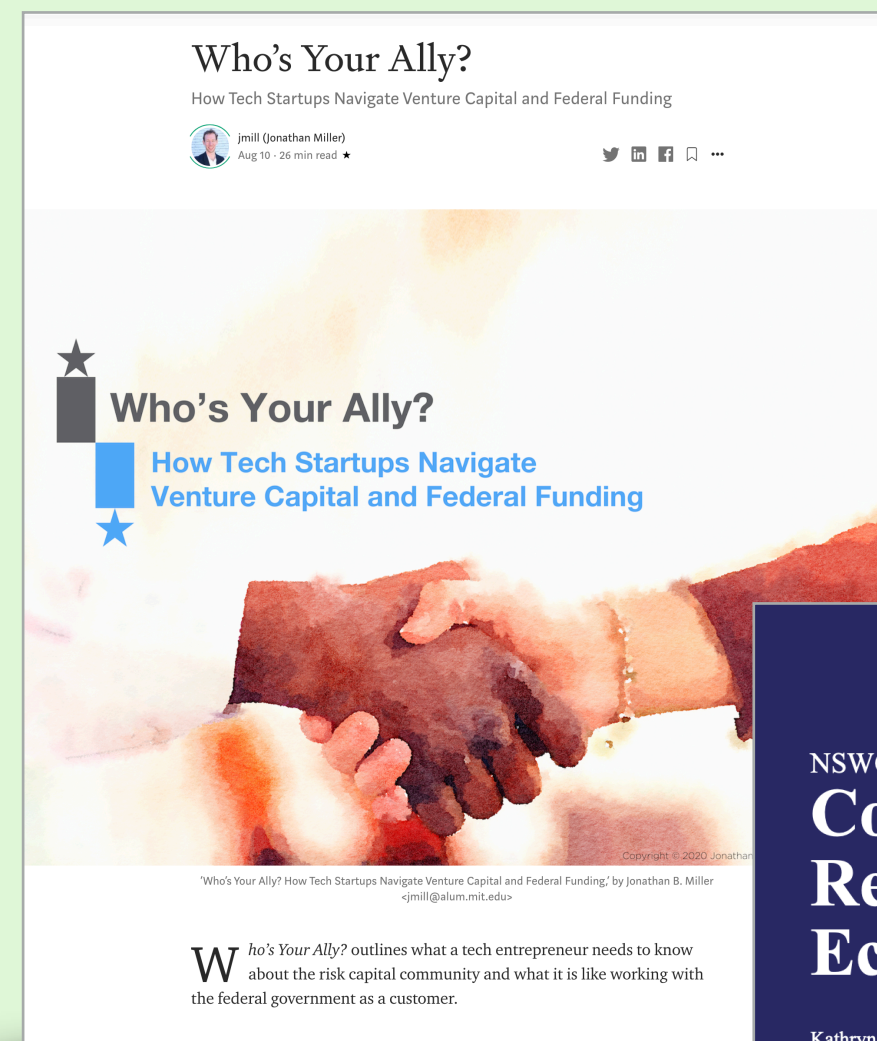 Who's Your Ally?
How Tech Startups Navigate Venture Capital and Federal Funding
jmill (Jonathan Miller)
Aug 10 · 26 min read ★
Who's Your Ally?
How Tech Startups Navigate
Venture Capital and Federal Funding
Copyright © 2020 Jonathan
'Who's Your Ally? How Tech Startups Navigate Venture Capital and Federal Funding,' by Jonathan B. Miller
<jmill@alum.mit.edu>
Who's Your Ally? outlines what a tech entrepreneur needs to know
about the risk capital community and what it is like working with
the federal government as a customer.
NSW
Co
Re
Ec
Kathryn